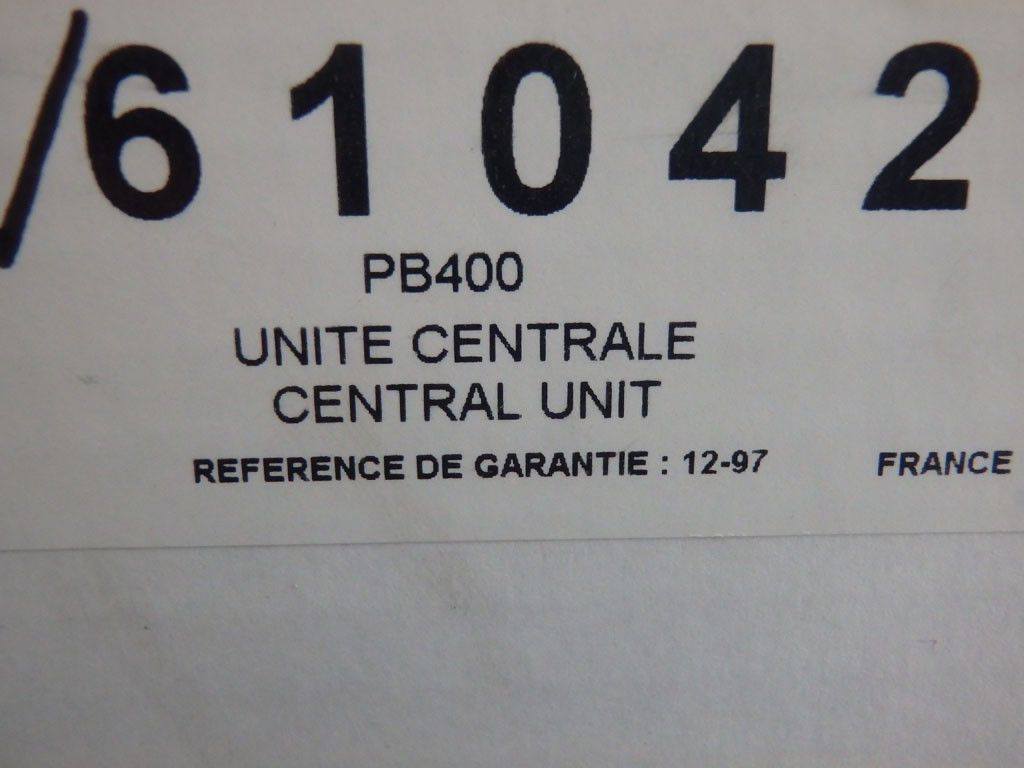 /61042
PB400
UNITE CENTRALE
CENTRAL UNIT
REFERENCE DE GARANTIE : 12-97 FRANCE